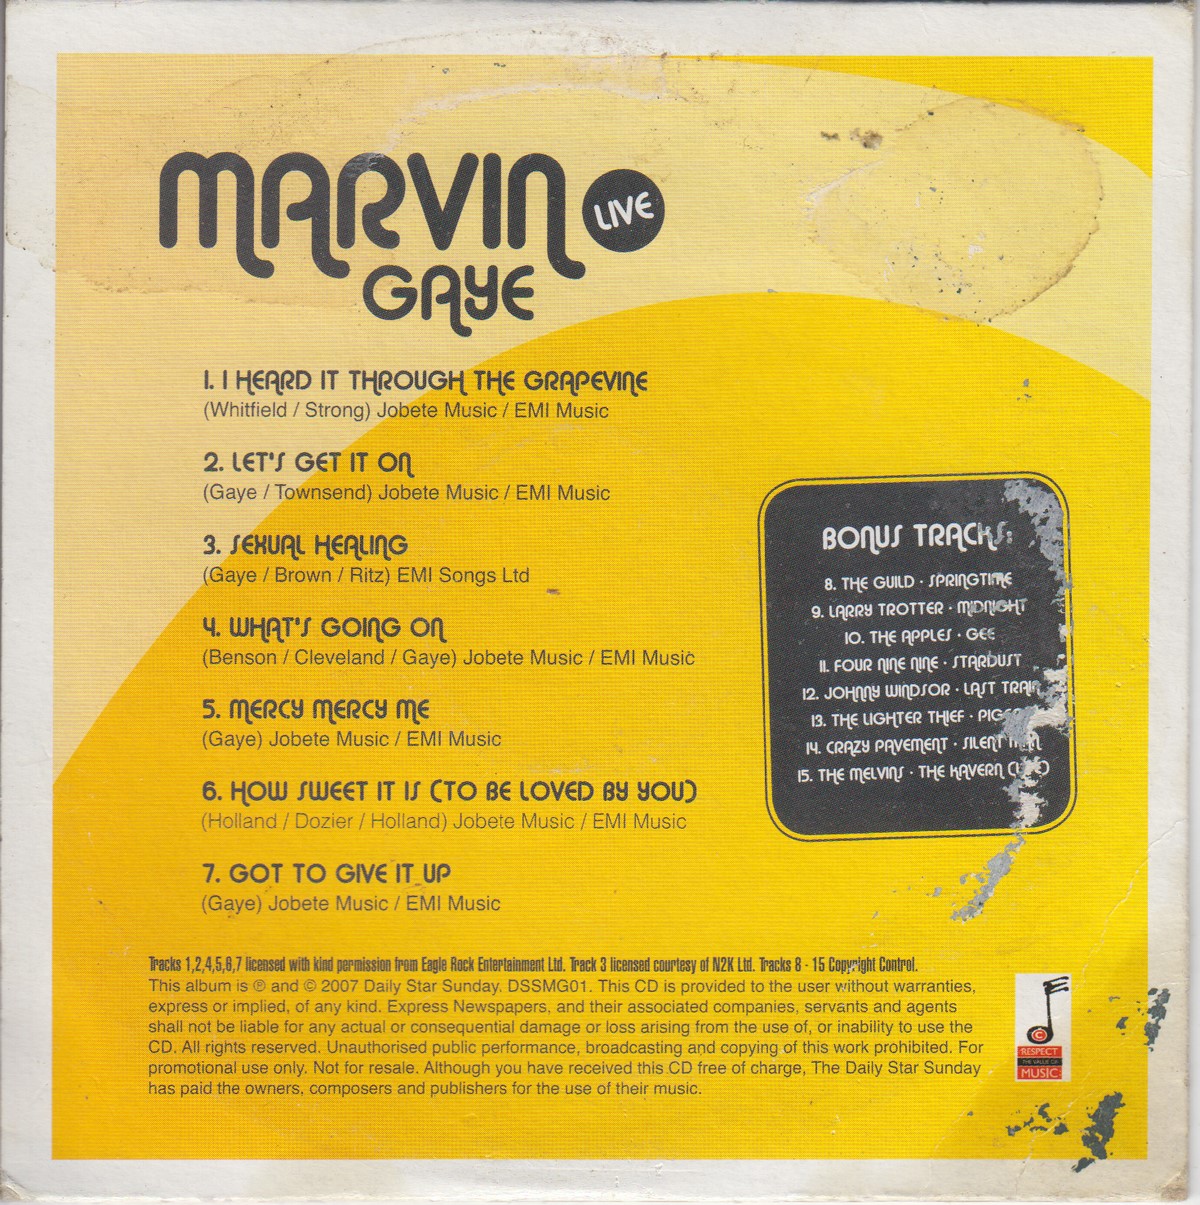 MARVIN
LIVE
GAYE
1. I HEARD IT THROUGH THE GRAPEVINE
(Whitfield / Strong) Jobete Music / EMI Music
2. LET'S GET IT ON
(Gaye / Townsend) Jobete Music / EMI Music
3. SEXUAL HEALING
(Gaye / Brown / Ritz) EMI Songs Ltd
4. WHAT'S GOING ON
(Benson / Cleveland / Gaye) Jobete Music / EMI Music
5. MERCY MERCY ME
(Gaye) Jobete Music / EMI Music
6. HOW SWEET IT IS (TO BE LOVED BY YOU)
(Holland / Dozier / Holland) Jobete Music / EMI Music
7. GOT TO GIVE IT UP
(Gaye) Jobete Music / EMI Music
BONUS TRACKS:
8. THE GUILD · SPRINGTIME
9. LARRY TROTTER · MIDNIGHT
10. THE APPLES · GEE
11. FOUR NINE NINE · STARDUST
12. JOHNNY WINDSOR · LAST TRAIN
13. THE LIGHTER THIEF ·
14. CRAZY PAVEMENT · SILENT
15. THE MELVINS · THE KAVERN
Tracks 1,2,4,5,6,7 licensed with kind permission from Eagle Rock Entertainment Ltd. Track 3 licensed courtesy of N2K Ltd. Tracks 8 - 15 Copyright Control.
This album is ℗ and © 2007 Daily Star Sunday. DSSMG01. This CD is provided to the user without warranties,
express or implied, of any kind. Express Newspapers, and their associated companies, servants and agents
shall not be liable for any actual or consequential damage or loss arising from the use of, or inability to use the
CD. All rights reserved. Unauthorised public performance, broadcasting and copying of this work prohibited. For
promotional use only. Not for resale. Although you have received this CD free of charge, The Daily Star Sunday
has paid the owners, composers and publishers for the use of their music.
©
RESPECT
THE VALUE OF
MUSIC